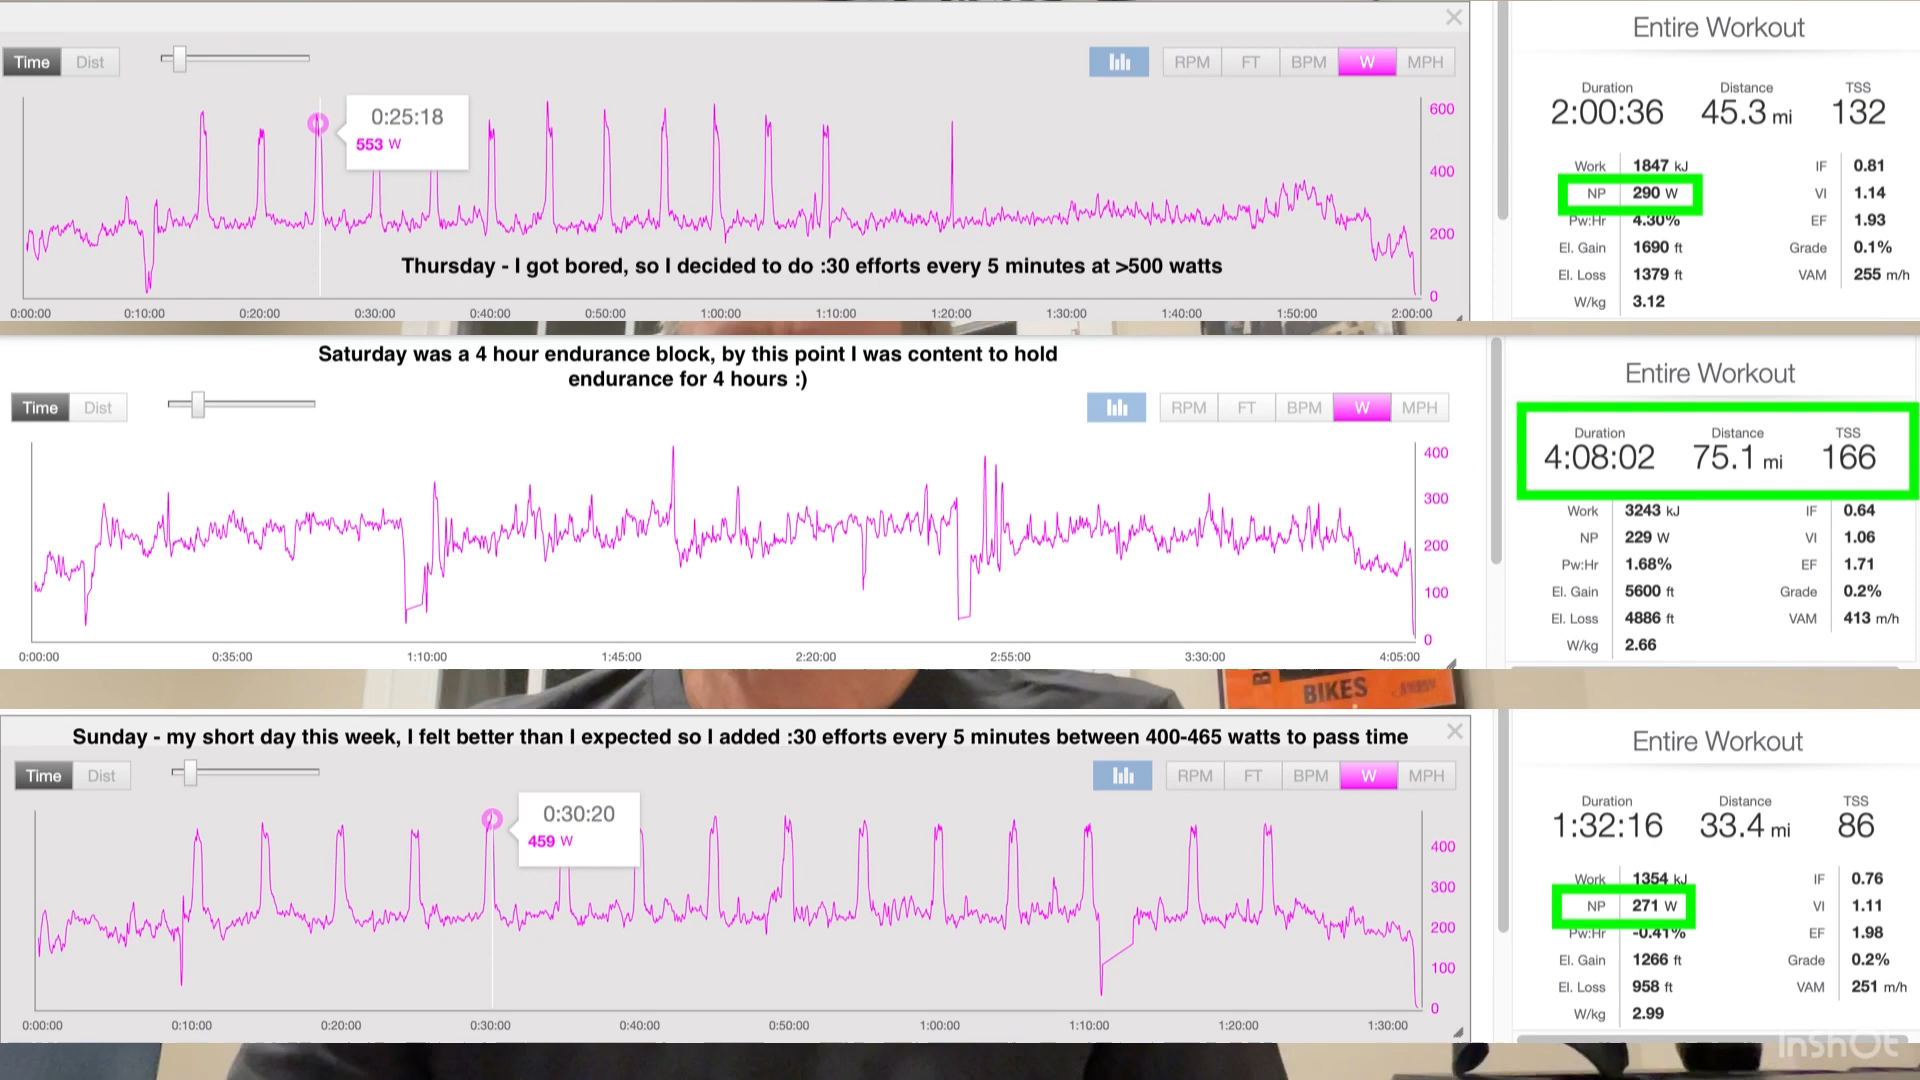 Entire Workout
Time Dist
RPM FT BPM W MPH
Duration Distance TSS
2:00:36 45.3 mi 132
0:25:18
553 W
600
400
200
0
Work 1847 kJ IF 0.81
NP 290 W VI 1.14
Pw:Hr 4.30% EF 1.93
El. Gain 1690 ft Grade 0.1%
El. Loss 1379 ft VAM 255 m/h
W/kg 3.12
Thursday - I got bored, so I decided to do :30 efforts every 5 minutes at >500 watts
0:00:00 0:10:00 0:20:00 0:30:00 0:40:00 0:50:00 1:00:00 1:10:00 1:20:00 1:30:00 1:40:00 1:50:00 2:00:00
Saturday was a 4 hour endurance block, by this point I was content to hold
endurance for 4 hours :)
Entire Workout
Time Dist
RPM FT BPM W MPH
Duration Distance TSS
4:08:02 75.1 mi 166
400
300
200
100
0
Work 3243 kJ IF 0.64
NP 229 W VI 1.06
Pw:Hr 1.68% EF 1.71
El. Gain 5600 ft Grade 0.2%
El. Loss 4886 ft VAM 413 m/h
W/kg 2.66
0:00:00 0:35:00 1:10:00 1:45:00 2:20:00 2:55:00 3:30:00 4:05:00
BIKES
Sunday - my short day this week, I felt better than I expected so I added :30 efforts every 5 minutes between 400-465 watts to pass time
Entire Workout
Time Dist
RPM FT BPM W MPH
Duration Distance TSS
1:32:16 33.4 mi 86
0:30:20
459 W
400
300
200
100
0
Work 1354 kJ IF 0.76
NP 271 W VI 1.11
Pw:Hr -0.41% EF 1.98
El. Gain 1266 ft Grade 0.2%
El. Loss 958 ft VAM 251 m/h
W/kg 2.99
0:00:00 0:10:00 0:20:00 0:30:00 0:40:00 0:50:00 1:00:00 1:10:00 1:20:00 1:30:00
InShOt